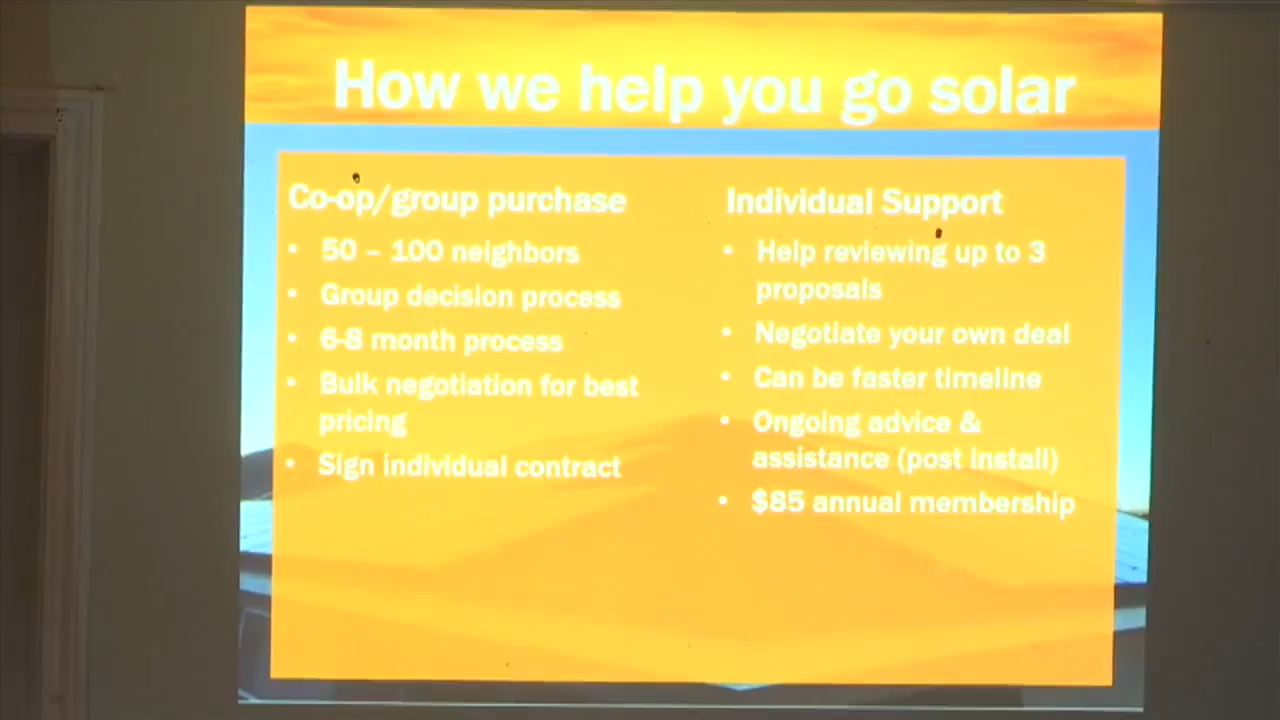 How we help you go solar
Co-op/group purchase
• 50 – 100 neighbors
• Group decision process
• 6-8 month process
• Bulk negotiation for best
pricing
• Sign individual contract
Individual Support
• Help reviewing up to 3
proposals
• Negotiate your own deal
• Can be faster timeline
• Ongoing advice &
assistance (post install)
• $85 annual membership